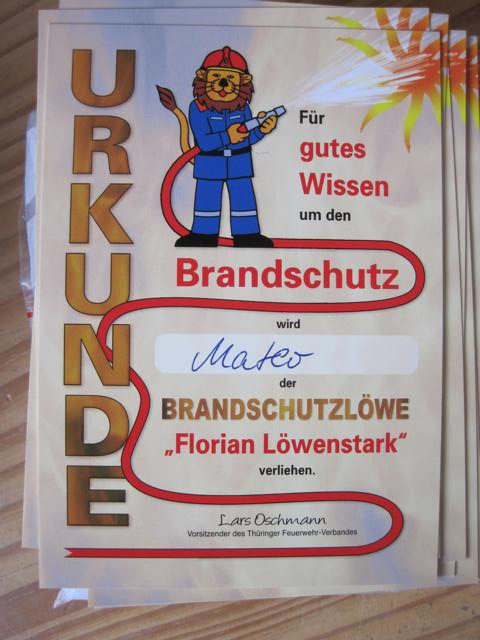 URKUNDE
Für
gutes
Wissen
um den
Brandschutz
wird
Mateo
der
BRANDSCHUTZLÖWE
„Florian Löwenstark“
verliehen.
Lars Oschmann
Vorsitzender des Thüringer Feuerwehr-Verbandes